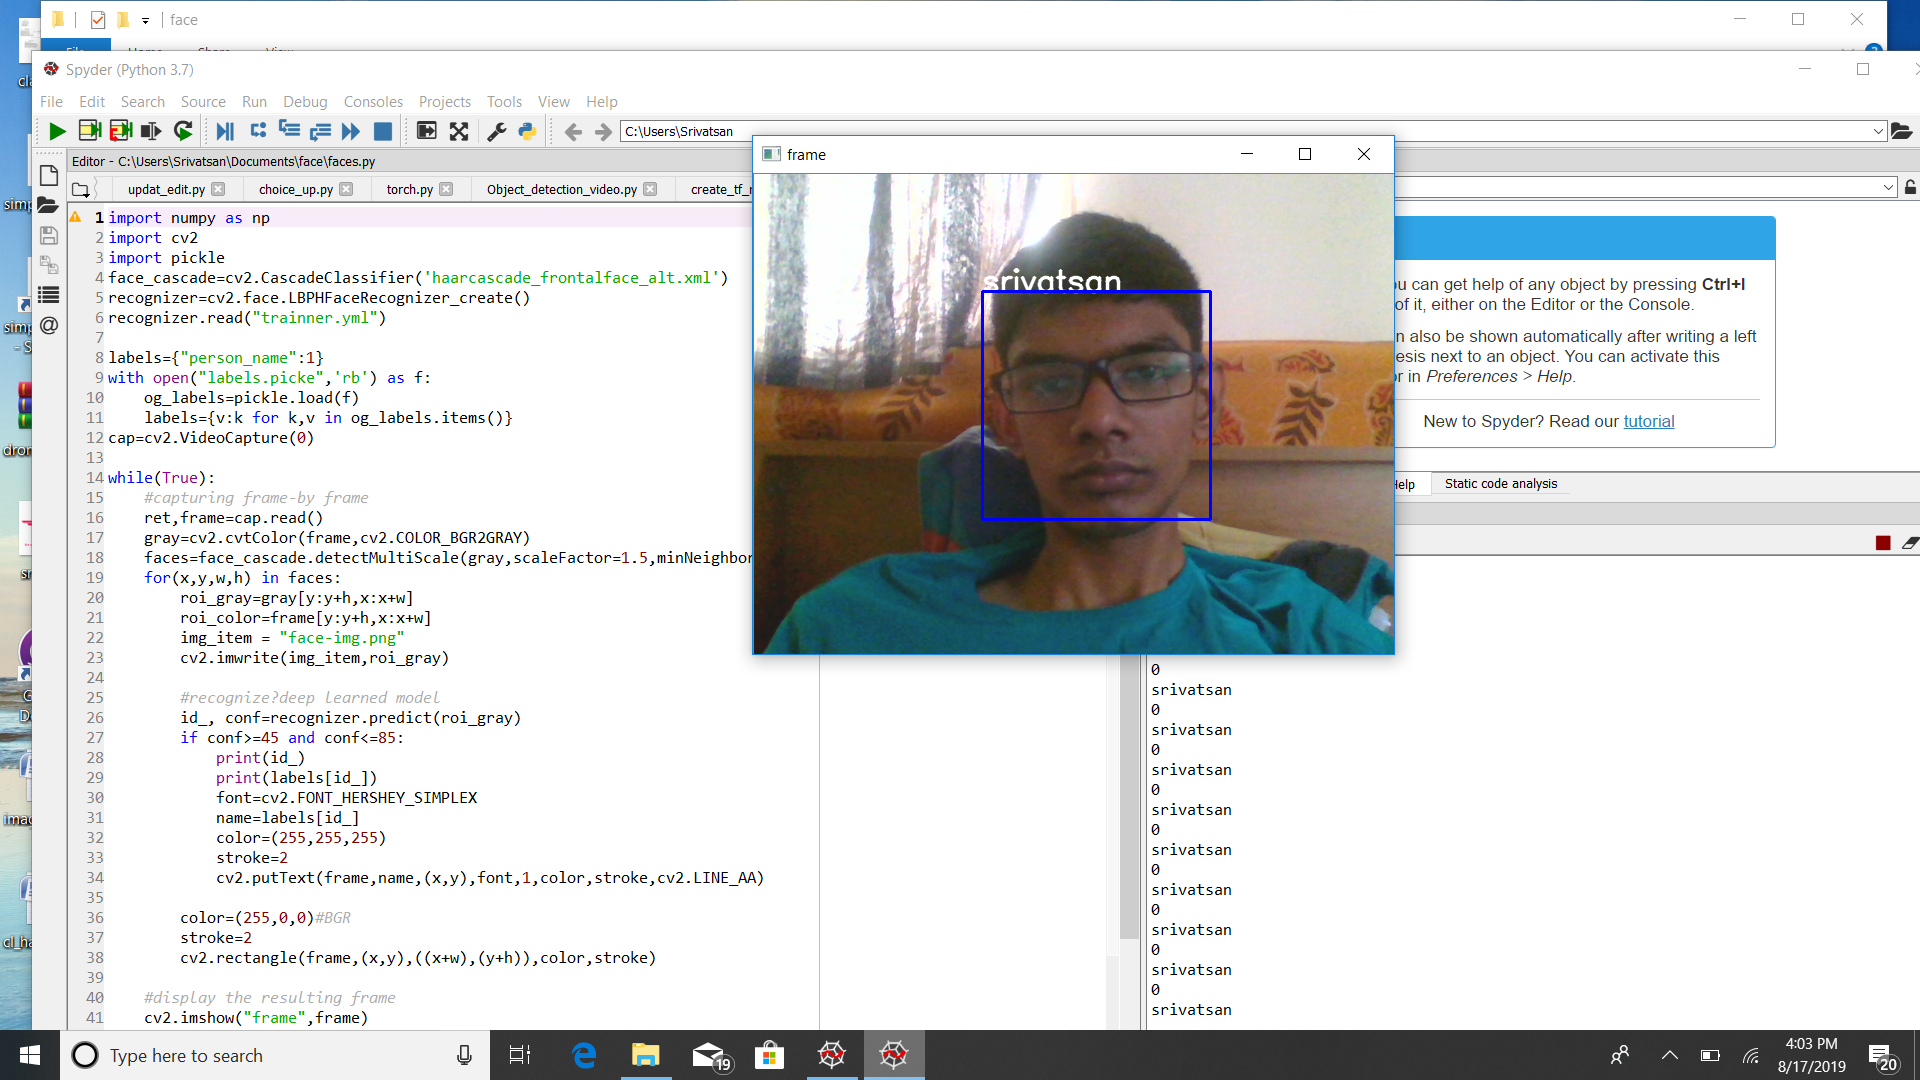 face
File Home Share View
Spyder (Python 3.7)
File Edit Search Source Run Debug Consoles Projects Tools View Help
C:\Users\Srivatsan
Editor - C:\Users\Srivatsan\Documents\face\faces.py
updat_edit.py choice_up.py torch.py Object_detection_video.py create_tf_r
1 import numpy as np
2 import cv2
3 import pickle
4 face_cascade=cv2.CascadeClassifier('haarcascade_frontalface_alt.xml')
5 recognizer=cv2.face.LBPHFaceRecognizer_create()
6 recognizer.read("trainner.yml")
7
8 labels={"person_name":1}
9 with open("labels.picke",'rb') as f:
10 og_labels=pickle.load(f)
11 labels={v:k for k,v in og_labels.items()}
12 cap=cv2.VideoCapture(0)
13
14 while(True):
15 #capturing frame-by frame
16 ret,frame=cap.read()
17 gray=cv2.cvtColor(frame,cv2.COLOR_BGR2GRAY)
18 faces=face_cascade.detectMultiScale(gray,scaleFactor=1.5,minNeighbor
19 for(x,y,w,h) in faces:
20 roi_gray=gray[y:y+h,x:x+w]
21 roi_color=frame[y:y+h,x:x+w]
22 img_item = "face-img.png"
23 cv2.imwrite(img_item,roi_gray)
24
25 #recognize?deep learned model
26 id_, conf=recognizer.predict(roi_gray)
27 if conf>=45 and conf<=85:
28 print(id_)
29 print(labels[id_])
30 font=cv2.FONT_HERSHEY_SIMPLEX
31 name=labels[id_]
32 color=(255,255,255)
33 stroke=2
34 cv2.putText(frame,name,(x,y),font,1,color,stroke,cv2.LINE_AA)
35
36 color=(255,0,0)#BGR
37 stroke=2
38 cv2.rectangle(frame,(x,y),((x+w),(y+h)),color,stroke)
39
40 #display the resulting frame
41 cv2.imshow("frame",frame)
frame
srivatsan
u can get help of any object by pressing Ctrl+I
of it, either on the Editor or the Console.
n also be shown automatically after writing a left
esis next to an object. You can activate this
r in Preferences > Help.
New to Spyder? Read our tutorial
Help Static code analysis
0
srivatsan
0
srivatsan
0
srivatsan
0
srivatsan
0
srivatsan
0
srivatsan
0
srivatsan
0
srivatsan
0
srivatsan
Type here to search
19
4:03 PM
8/17/2019
20